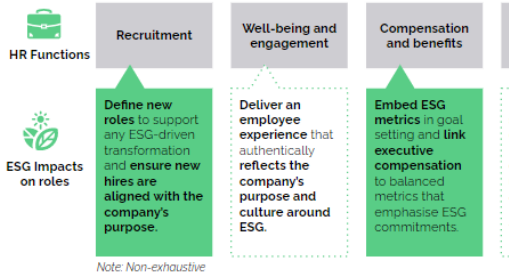 HR Functions
Recruitment
Well-being and
engagement
Compensation
and benefits
ESG Impacts
on roles
Define new
roles to support
any ESG-driven
transformation
and ensure new
hires are
aligned with the
company's
purpose.
Deliver an
employee
experience that
authentically
reflects the
company's
purpose and
culture around
ESG.
Embed ESG
metrics in goal
setting and link
executive
compensation
to balanced
metrics that
emphasise ESG
commitments.
Note: Non-exhaustive